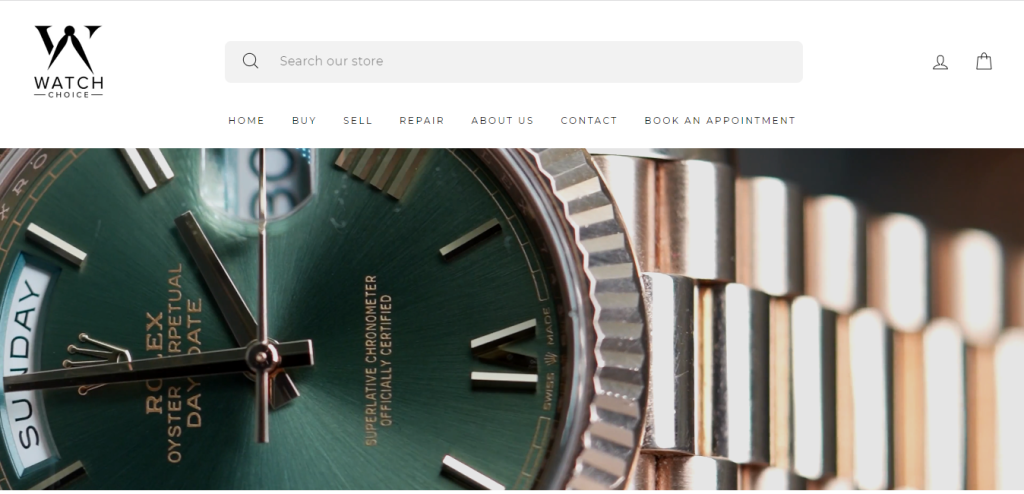 WATCH
CHOICE
Search our store
HOME
BUY
SELL
REPAIR
ABOUT US
CONTACT
BOOK AN APPOINTMENT
SUNDAY
30
ROLEX
OYSTER PERPETUAL
DAY DATE
SUPERLATIVE CHRONOMETER
OFFICIALLY CERTIFIED
SWISS MADE